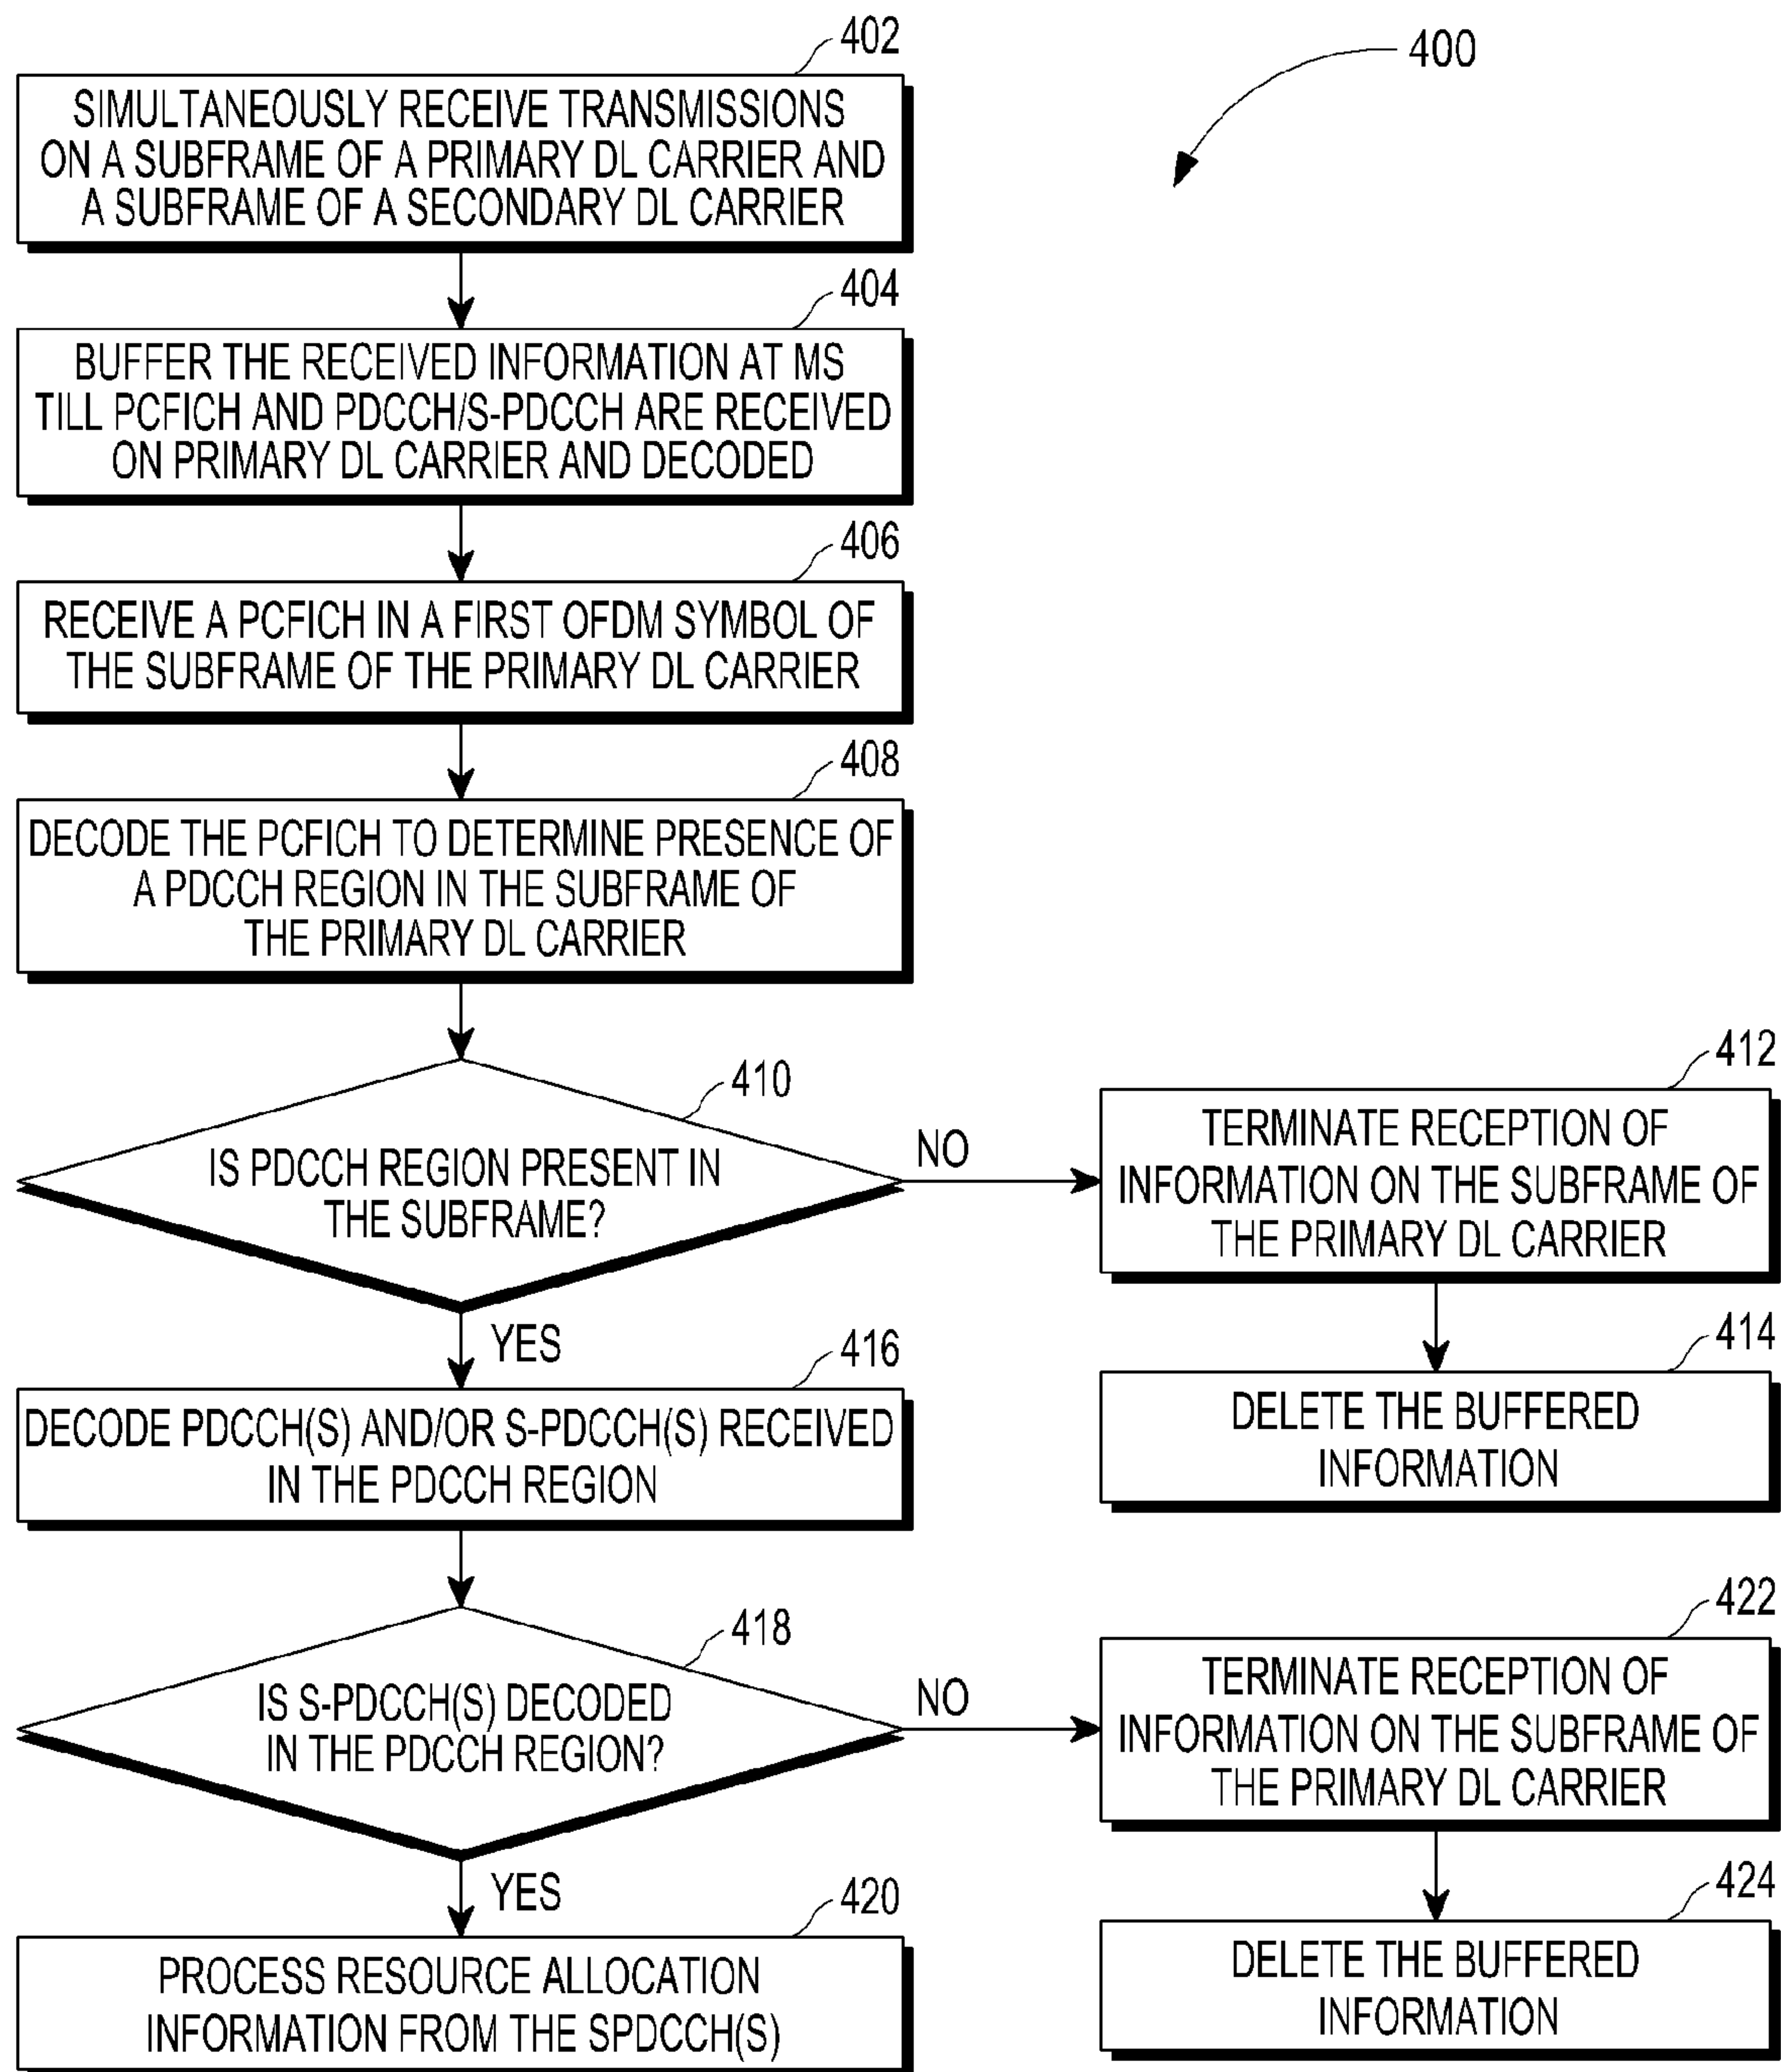 400
402
SIMULTANEOUSLY RECEIVE TRANSMISSIONS
ON A SUBFRAME OF A PRIMARY DL CARRIER AND
A SUBFRAME OF A SECONDARY DL CARRIER
404
BUFFER THE RECEIVED INFORMATION AT MS
TILL PCFICH AND PDCCH/S-PDCCH ARE RECEIVED
ON PRIMARY DL CARRIER AND DECODED
406
RECEIVE A PCFICH IN A FIRST OFDM SYMBOL OF
THE SUBFRAME OF THE PRIMARY DL CARRIER
408
DECODE THE PCFICH TO DETERMINE PRESENCE OF
A PDCCH REGION IN THE SUBFRAME OF
THE PRIMARY DL CARRIER
410
IS PDCCH REGION PRESENT IN
THE SUBFRAME?
NO
412
TERMINATE RECEPTION OF
INFORMATION ON THE SUBFRAME OF
THE PRIMARY DL CARRIER
414
DELETE THE BUFFERED
INFORMATION
YES
416
DECODE PDCCH(S) AND/OR S-PDCCH(S) RECEIVED
IN THE PDCCH REGION
418
IS S-PDCCH(S) DECODED
IN THE PDCCH REGION?
NO
422
TERMINATE RECEPTION OF
INFORMATION ON THE SUBFRAME OF
THE PRIMARY DL CARRIER
424
DELETE THE BUFFERED
INFORMATION
YES
420
PROCESS RESOURCE ALLOCATION
INFORMATION FROM THE SPDCCH(S)